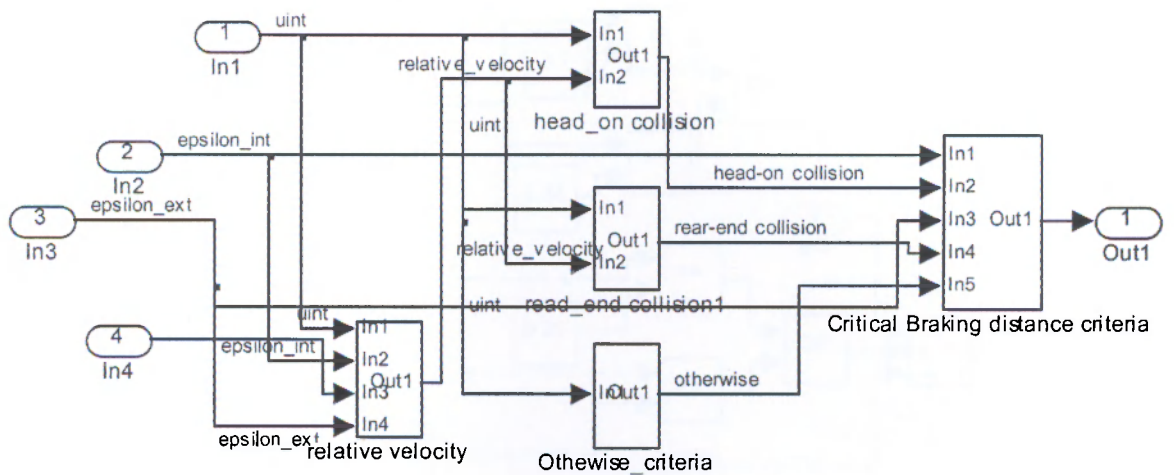 1
uint
In1
In1
Out1
In2
relative_velocity
head_on collision
2
epsilon_int
In2
uint
3
epsilon_ext
In3
In1
In2
In3
In4
In5
Out1
head-on collision
rear-end collision
1
Out1
In1
Out1
In2
relative_velocity
read_end collision1
uint
Critical Braking distance criteria
4
In4
uint
epsilon_int
epsilon_ext
In1
In2
Out1
In3
In4
relative velocity
In1
Out1
otherwise
Othewise_criteria